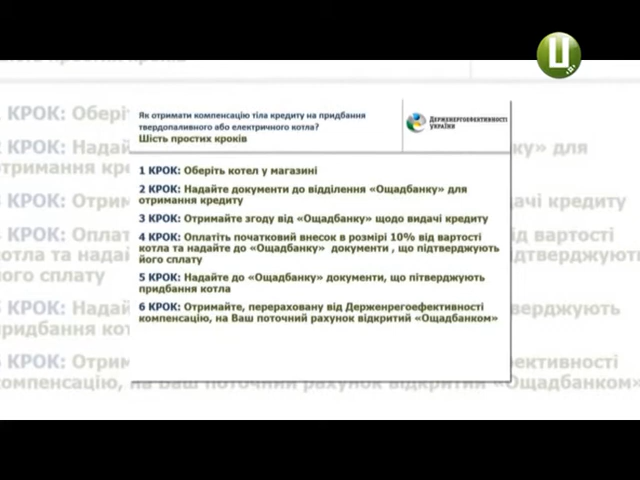 Ц
Як отримати компенсацію тіла кредиту на придбання
твердопаливного або електричного котла?
Шість простих кроків
ДЕРЖЕНЕРГОЕФЕКТИВНОСТІ
УКРАЇНИ
1 КРОК: Оберіть котел у магазині
2 КРОК: Надайте документи до відділення «Ощадбанку» для
отримання кредиту
3 КРОК: Отримайте згоду від «Ощадбанку» щодо видачі кредиту
4 КРОК: Оплатіть початковий внесок в розмірі 10% від вартості
котла та надайте до «Ощадбанку» документи , що підтверджують
його сплату
5 КРОК: Надайте до «Ощадбанку» документи, що пітверджують
придбання котла
6 КРОК: Отримайте, перераховану від Держенрегоефективності
компенсацію, на Ваш поточний рахунок відкритий «Ощадбанком»